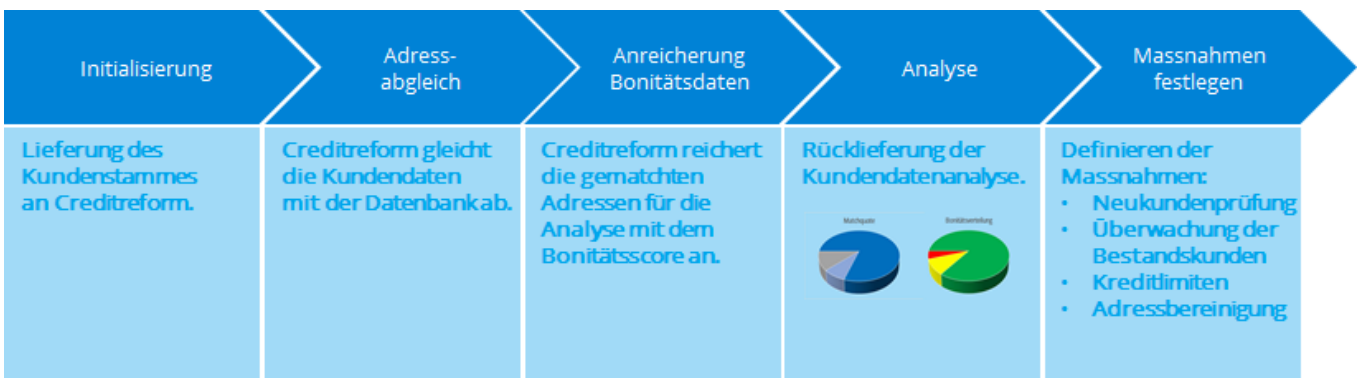 Initialisierung
Adress-
abgleich
Anreicherung
Bonitätsdaten
Analyse
Massnahmen
festlegen
Lieferung des
Kundenstammes
an Creditreform.
Creditreform gleicht
die Kundendaten
mit der Datenbank ab.
Creditreform reichert
die gematchten
Adressen für die
Analyse mit dem
Bonitätsscore an.
Rücklieferung der
Kundendatenanalyse.
Matchquote
Bonitätsverteilung
Definieren der
Massnahmen:
• Neukundenprüfung
• Überwachung der
Bestandskunden
• Kreditlimiten
• Adressbereinigung